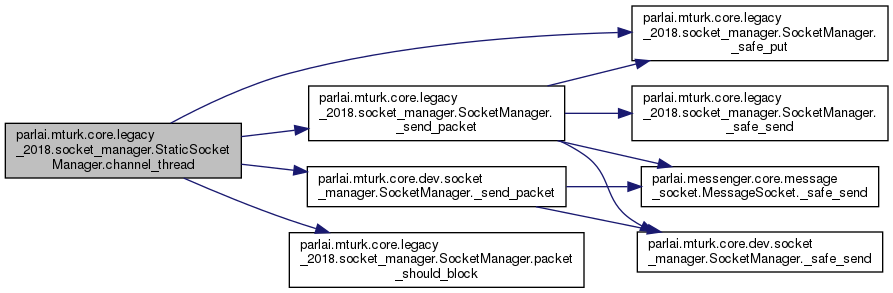 parlai.mturk.core.legacy
_2018.socket_manager.StaticSocket
Manager.channel_thread
parlai.mturk.core.legacy
_2018.socket_manager.SocketManager.
_safe_put
parlai.mturk.core.legacy
_2018.socket_manager.SocketManager.
_send_packet
parlai.mturk.core.legacy
_2018.socket_manager.SocketManager.
_safe_send
parlai.mturk.core.dev.socket
_manager.SocketManager._send_packet
parlai.messenger.core.message
_socket.MessageSocket._safe_send
parlai.mturk.core.legacy
_2018.socket_manager.SocketManager.packet
_should_block
parlai.mturk.core.dev.socket
_manager.SocketManager._safe_send